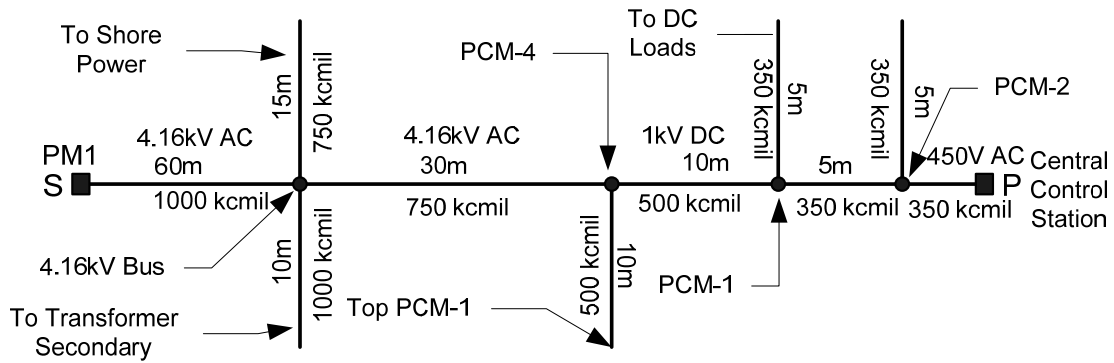 To Shore
Power
15m
750 kcmil
PCM-4
To DC
Loads
350 kcmil
5m
350 kcmil
5m
PCM-2
4.16kV AC
60m
4.16kV AC
30m
1kV DC
10m
5m
450V AC
PM1
S
P
Central
Control
Station
1000 kcmil
750 kcmil
500 kcmil
350 kcmil
350 kcmil
4.16kV Bus
10m
1000 kcmil
Top PCM-1
500 kcmil
10m
PCM-1
To Transformer
Secondary